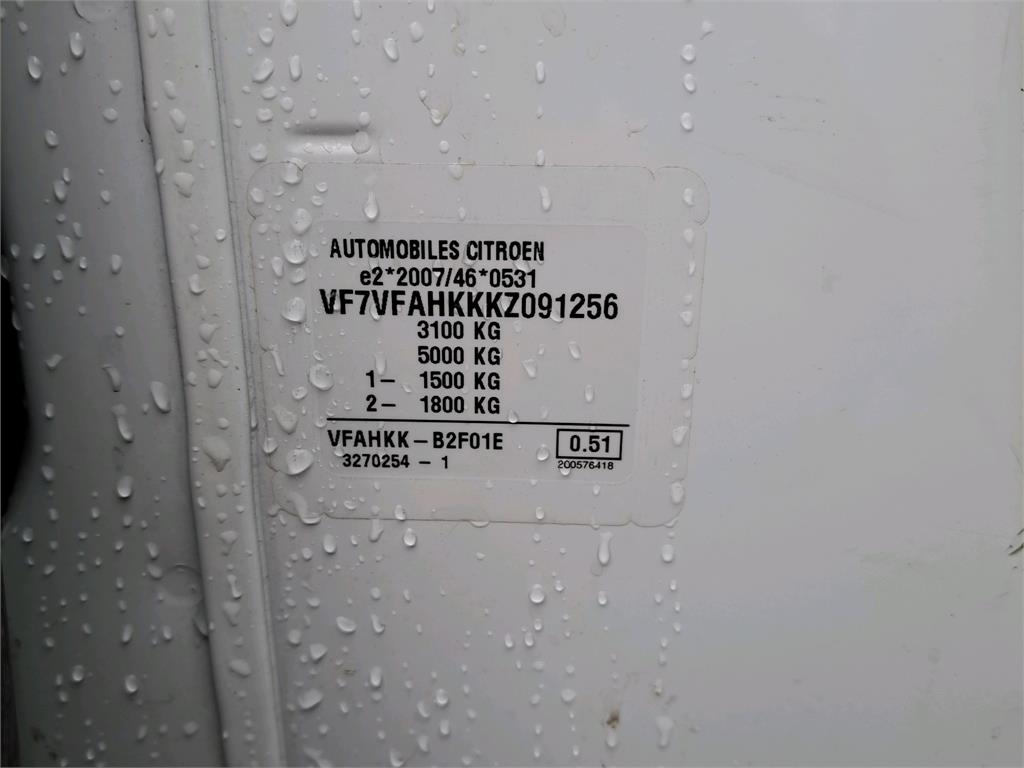 AUTOMOBILES CITROEN
e2*2007/46*0531
VF7VFAHKKKZ091256
3100 KG
5000 KG
1- 1500 KG
2- 1800 KG
VFAHKK-B2F01E 0.51
3270254-1 200576418